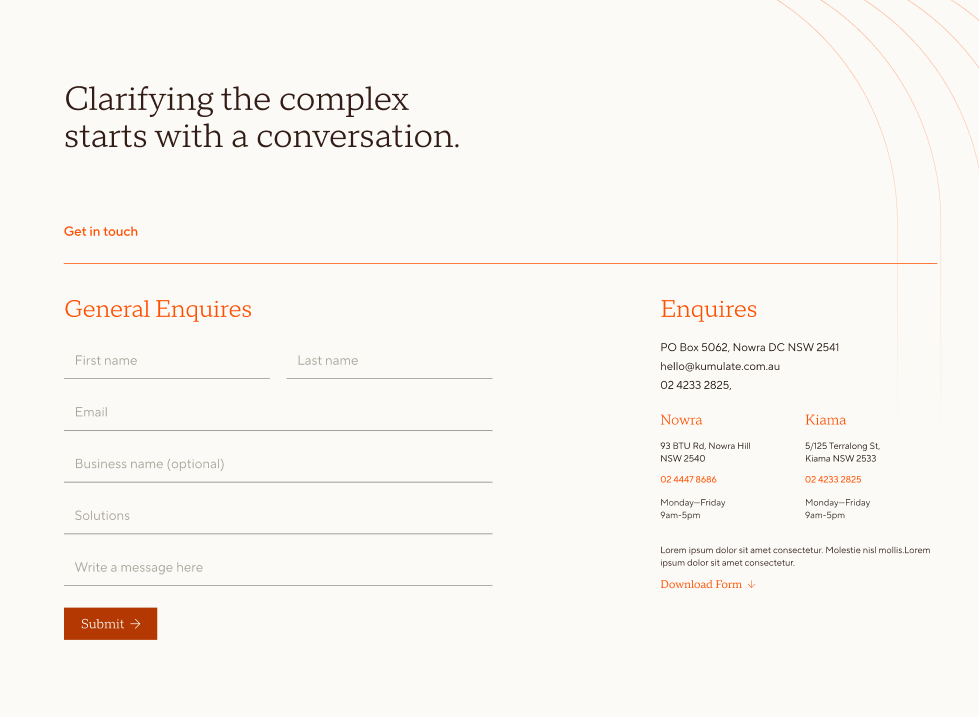 Clarifying the complex
starts with a conversation.
Get in touch
General Enquires
First name
Last name
Email
Business name (optional)
Solutions
Write a message here
Submit →
Enquires
PO Box 5062, Nowra DC NSW 2541
hello@kumulate.com.au
02 4233 2825,
Nowra
93 BTU Rd, Nowra Hill
NSW 2540
02 4447 8686
Monday—Friday
9am-5pm
Kiama
5/125 Terralong St,
Kiama NSW 2533
02 4233 2825
Monday—Friday
9am-5pm
Lorem ipsum dolor sit amet consectetur. Molestie nisl mollis.Lorem
ipsum dolor sit amet consectetur.
Download Form ↓